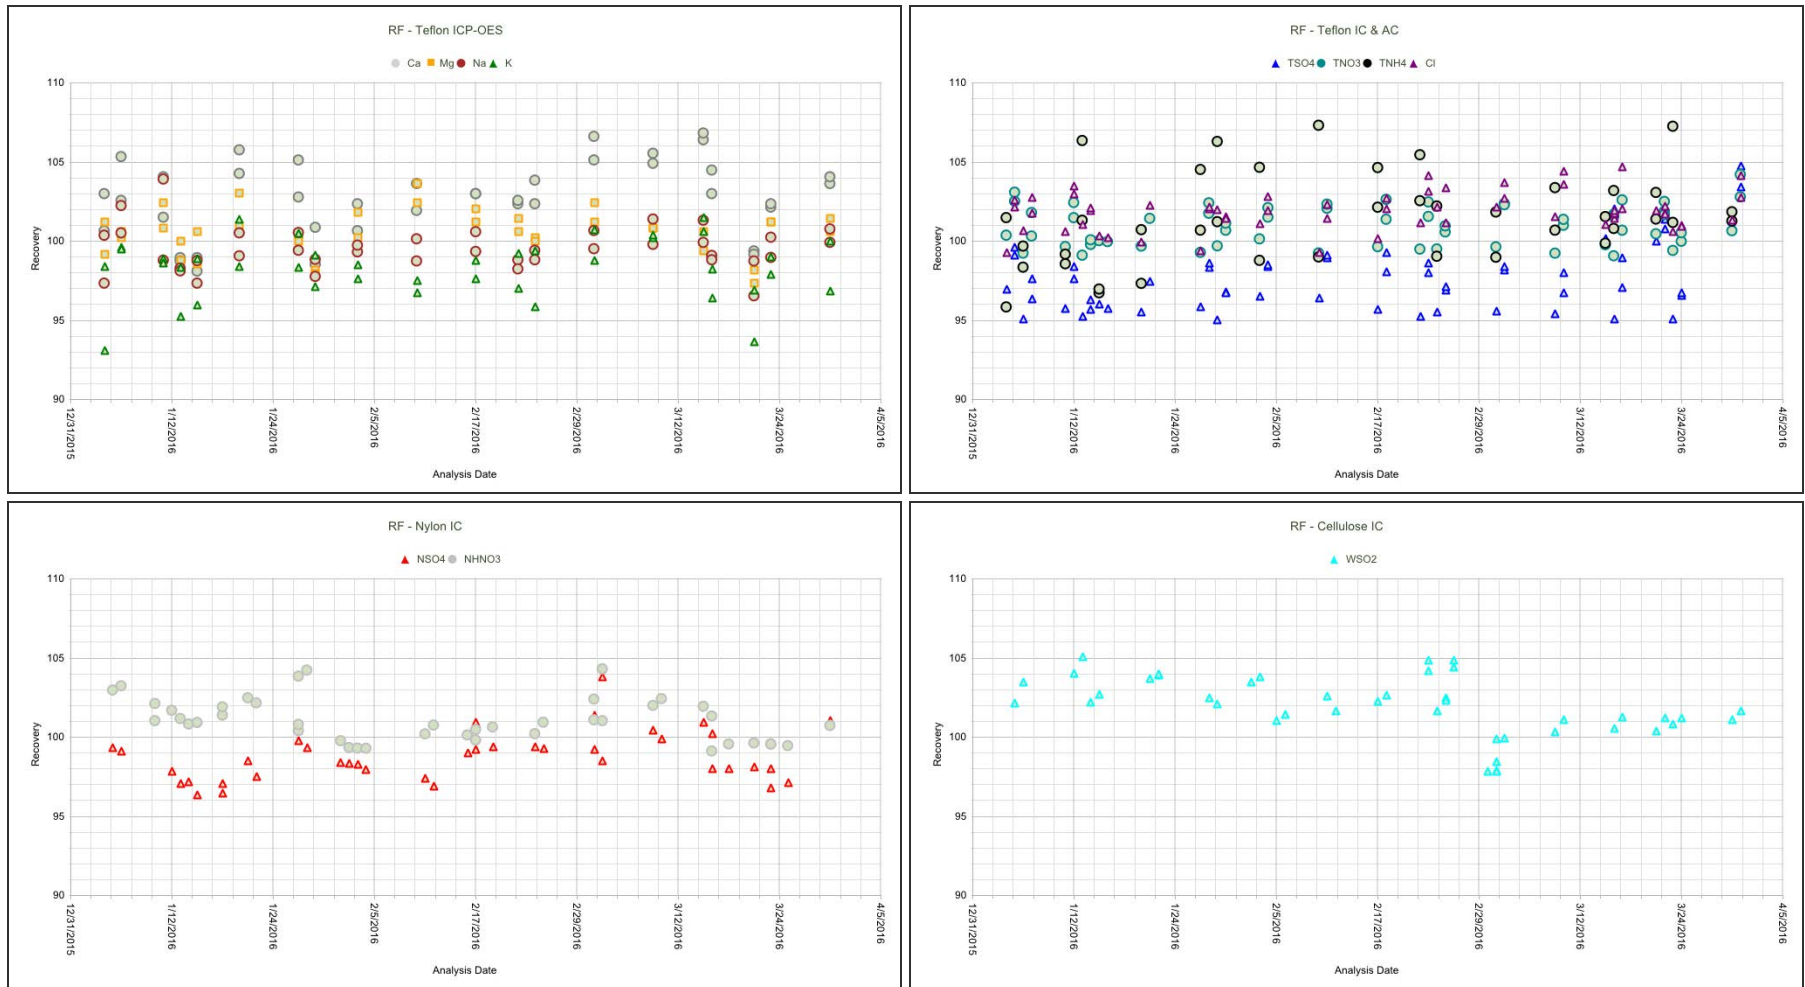 RF - Teflon ICP-OES
Ca Mg Na K
110
105
100
95
90
Recovery
12/31/2015 1/12/2016 1/24/2016 2/5/2016 2/17/2016 2/29/2016 3/12/2016 3/24/2016 4/5/2016
Analysis Date
RF - Teflon IC & AC
TSO4 TNO3 TNH4 Cl
110
105
100
95
90
Recovery
12/31/2015 1/12/2016 1/24/2016 2/5/2016 2/17/2016 2/29/2016 3/12/2016 3/24/2016 4/5/2016
Analysis Date
RF - Nylon IC
NSO4 NHNO3
110
105
100
95
90
Recovery
12/31/2015 1/12/2016 1/24/2016 2/5/2016 2/17/2016 2/29/2016 3/12/2016 3/24/2016 4/5/2016
Analysis Date
RF - Cellulose IC
WSO2
110
105
100
95
90
Recovery
12/31/2015 1/12/2016 1/24/2016 2/5/2016 2/17/2016 2/29/2016 3/12/2016 3/24/2016 4/5/2016
Analysis Date